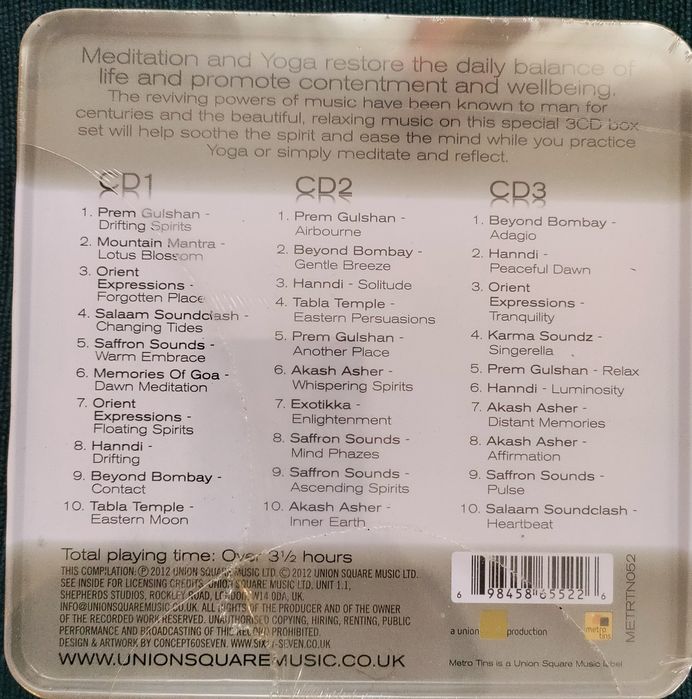 Meditation and Yoga restore the daily balance of
life and promote contentment and wellbeing.
The reviving powers of music have been known to man for
centuries and the beautiful, relaxing music on this special 3CD box
set will help soothe the spirit and ease the mind while you practice
Yoga or simply meditate and reflect.
CD1
1. Prem Gulshan -
Drifting Spirits
2. Mountain Mantra -
Lotus Blossom
3. Orient
Expressions -
Forgotten Place
4. Salaam Soundclash -
Changing Tides
5. Saffron Sounds -
Warm Embrace
6. Memories Of Goa -
Dawn Meditation
7. Orient
Expressions -
Floating Spirits
8. Hanndi -
Drifting
9. Beyond Bombay -
Contact
10. Tabla Temple -
Eastern Moon
CD2
1. Prem Gulshan -
Airbourne
2. Beyond Bombay -
Gentle Breeze
3. Hanndi - Solitude
4. Tabla Temple -
Eastern Persuasions
5. Prem Gulshan -
Another Place
6. Akash Asher -
Whispering Spirits
7. Exotikka -
Enlightenment
8. Saffron Sounds -
Mind Phazes
9. Saffron Sounds -
Ascending Spirits
10. Akash Asher -
Inner Earth
CD3
1. Beyond Bombay -
Adagio
2. Hanndi -
Peaceful Dawn
3. Orient
Expressions -
Tranquility
4. Karma Soundz -
Singerella
5. Prem Gulshan - Relax
6. Hanndi - Luminosity
7. Akash Asher -
Distant Memories
8. Akash Asher -
Affirmation
9. Saffron Sounds -
Pulse
10. Salaam Soundclash -
Heartbeat
Total playing time: Over 3½ hours
THIS COMPILATION: ℗ 2012 UNION SQUARE MUSIC LTD. © 2012 UNION SQUARE MUSIC LTD.
SEE INSIDE FOR LICENSING CREDITS. UNION SQUARE MUSIC LTD. UNIT 1.1,
SHEPHERDS STUDIOS, ROCKLEY ROAD, LONDON W14 0DA, UK.
INFO@UNIONSQUAREMUSIC.CO.UK. ALL RIGHTS OF THE PRODUCER AND OF THE OWNER
OF THE RECORDED WORK RESERVED. UNAUTHORISED COPYING, HIRING, RENTING, PUBLIC
PERFORMANCE AND BROADCASTING OF THIS RECORD PROHIBITED.
DESIGN & ARTWORK BY CONCEPT60SEVEN. WWW.SIX-7-SEVEN.CO.UK
WWW.UNIONSQUAREMUSIC.CO.UK
6 98458 65522 6
METRTN052
a union production
metro
tins
Metro Tins is a Union Square Music label